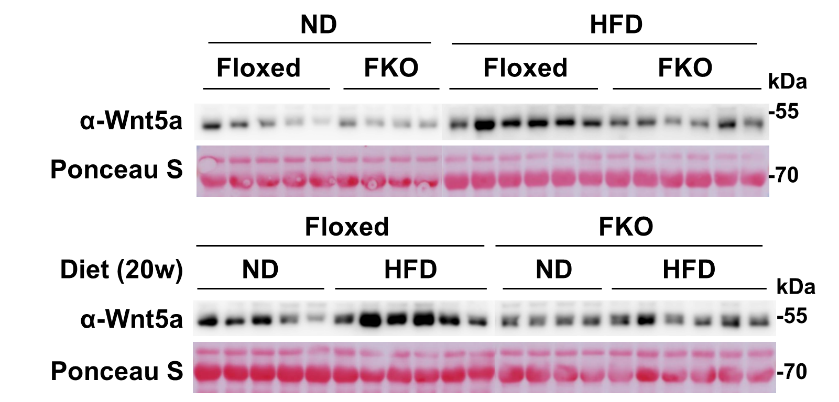 ND HFD
Floxed FKO Floxed FKO
kDa
α-Wnt5a -55
Ponceau S -70
Floxed FKO
Diet (20w) ND HFD ND HFD
kDa
α-Wnt5a -55
Ponceau S -70